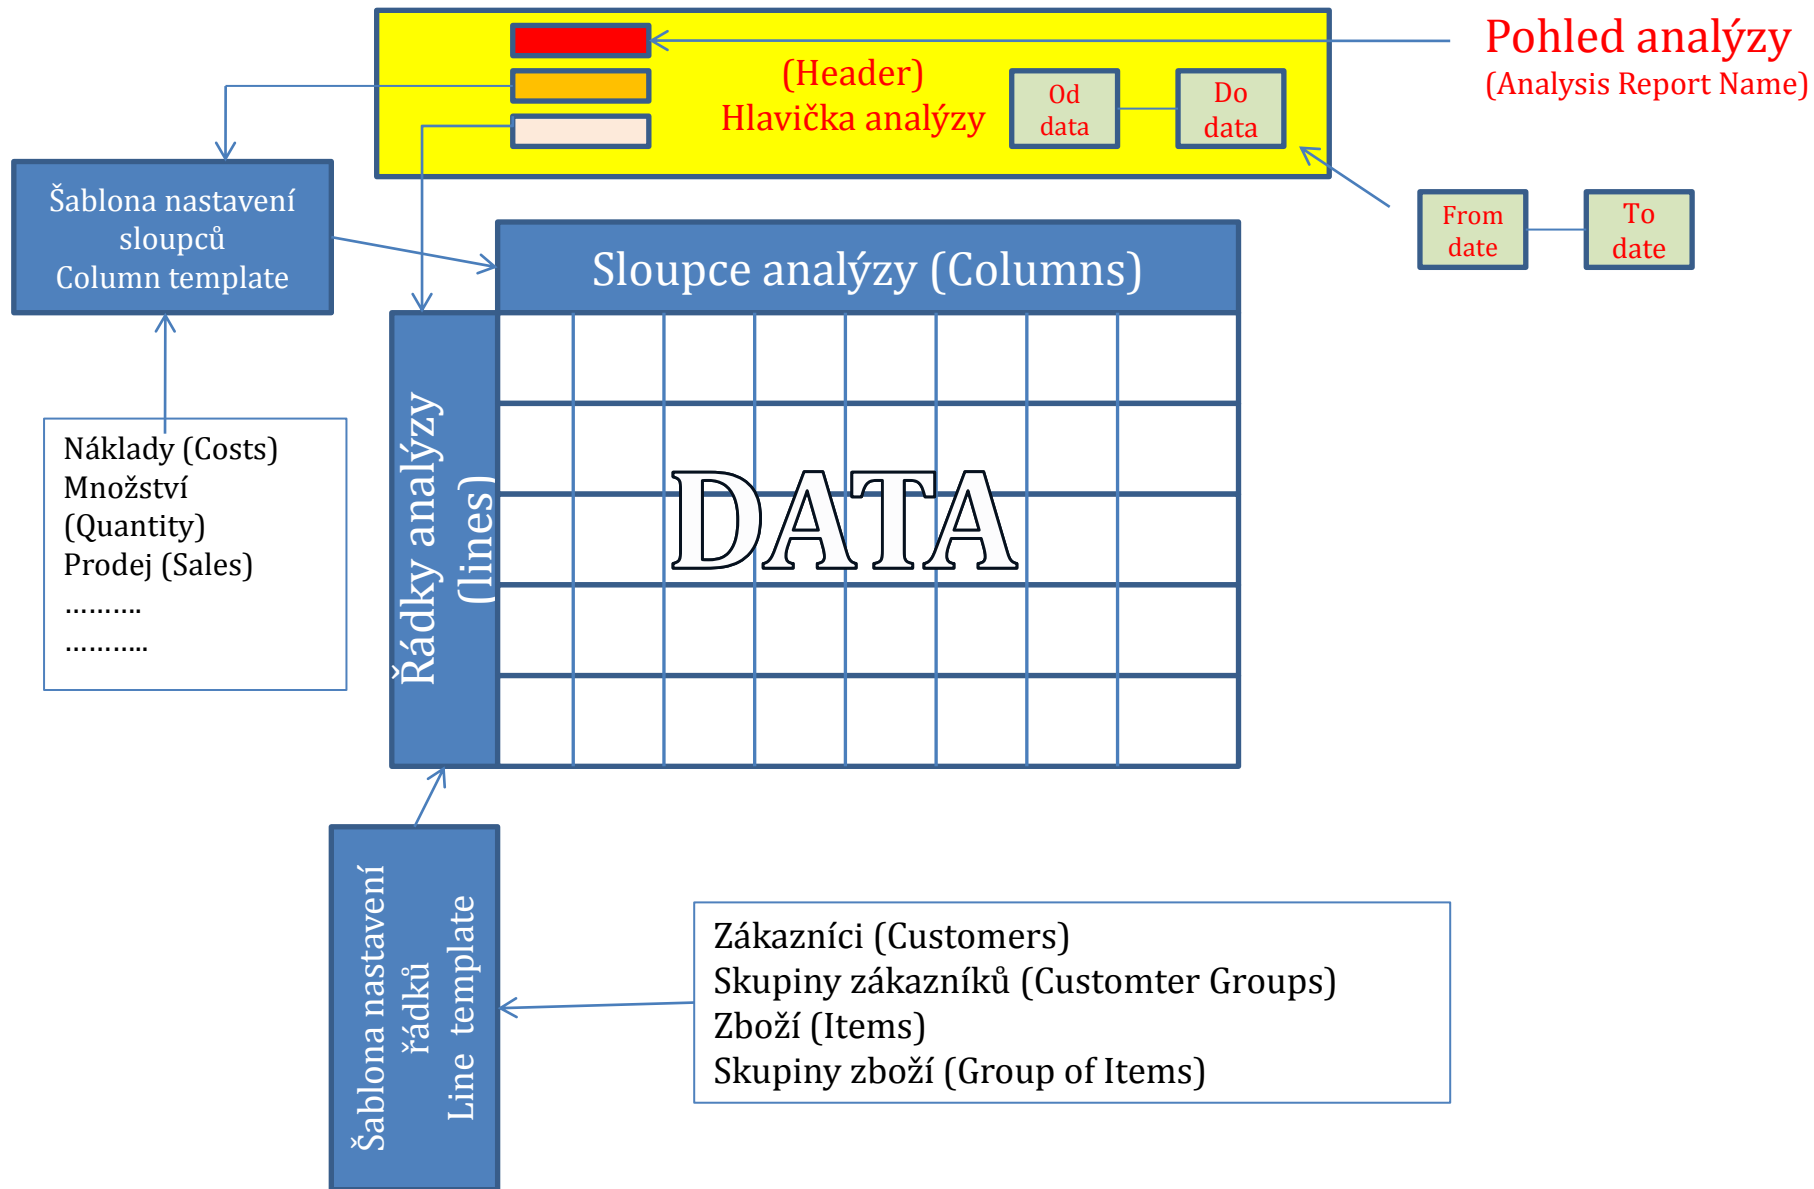 Pohled analýzy
(Analysis Report Name)
(Header)
Hlavička analýzy
Od
data
Do
data
From
date
To
date
Šablona nastavení
sloupců
Column template
Sloupce analýzy (Columns)
Řádky analýzy
(lines)
DATA
Náklady (Costs)
Množství
(Quantity)
Prodej (Sales)
……….
………..
Šablona nastavení
řádků
Line template
Zákazníci (Customers)
Skupiny zákazníků (Customter Groups)
Zboží (Items)
Skupiny zboží (Group of Items)